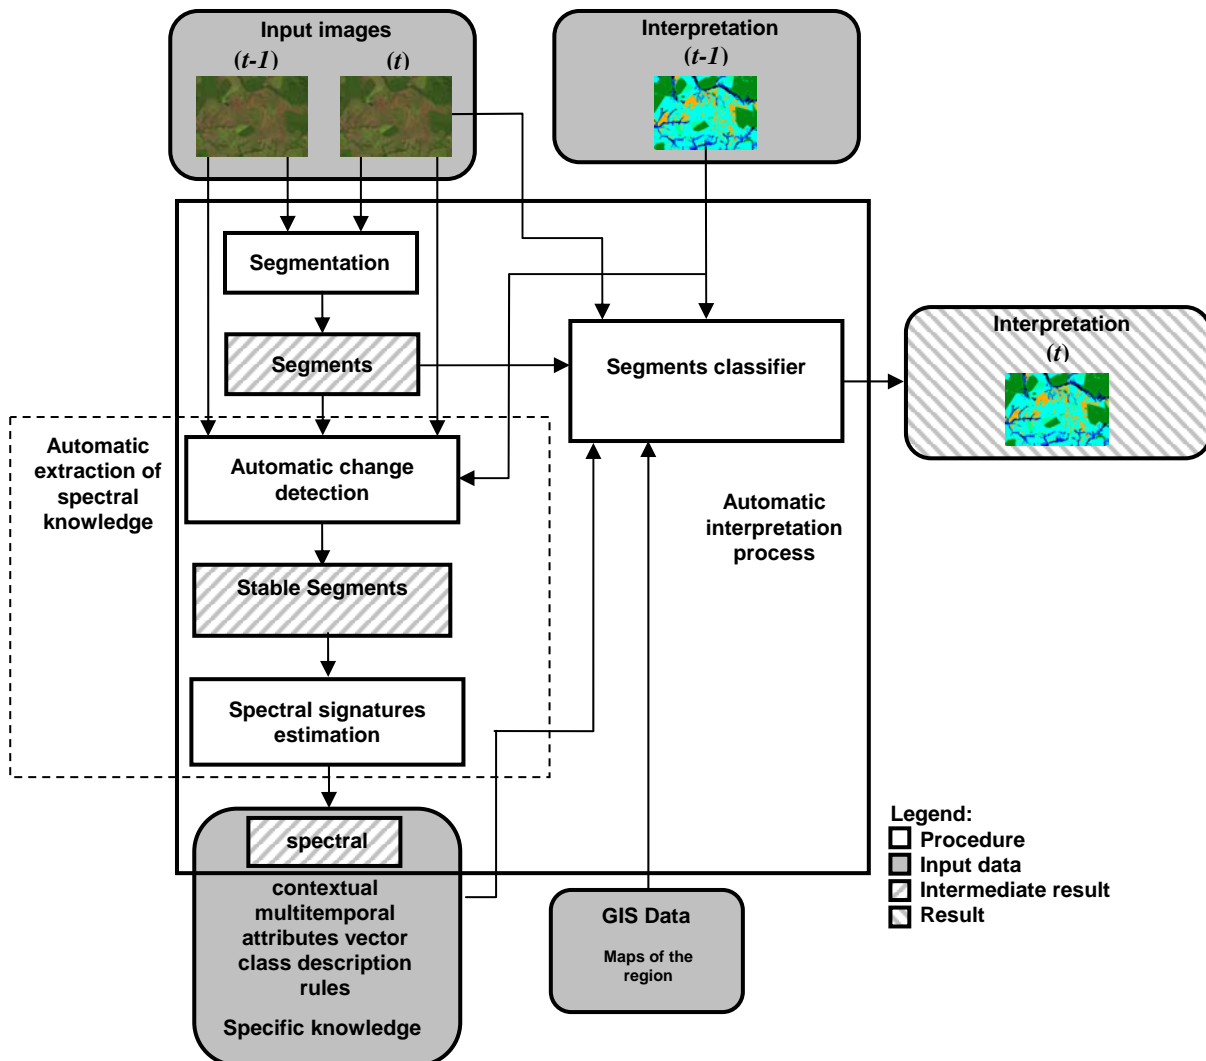 Input images
(t-1)
(t)
Interpretation
(t-1)
Segmentation
Segments
Segments classifier
Interpretation
(t)
Automatic
extraction of
spectral
knowledge
Automatic change
detection
Automatic
interpretation
process
Stable Segments
Spectral signatures
estimation
spectral
contextual
multitemporal
attributes vector
class description
rules
Specific knowledge
GIS Data
Maps of the
region
Legend:
Procedure
Input data
Intermediate result
Result